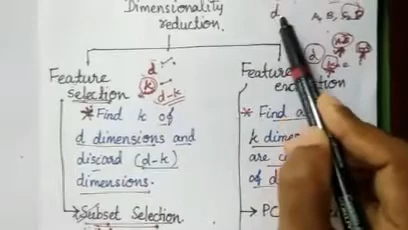 Dimensionality
reduction.
d
A, B,
d
Feature
selection
d
k
d-k
* Find k of
d dimensions and
discard (d-k)
dimensions.
Subset Selection
Feature
k =
* Find a
k dimen
are c
of d
PC